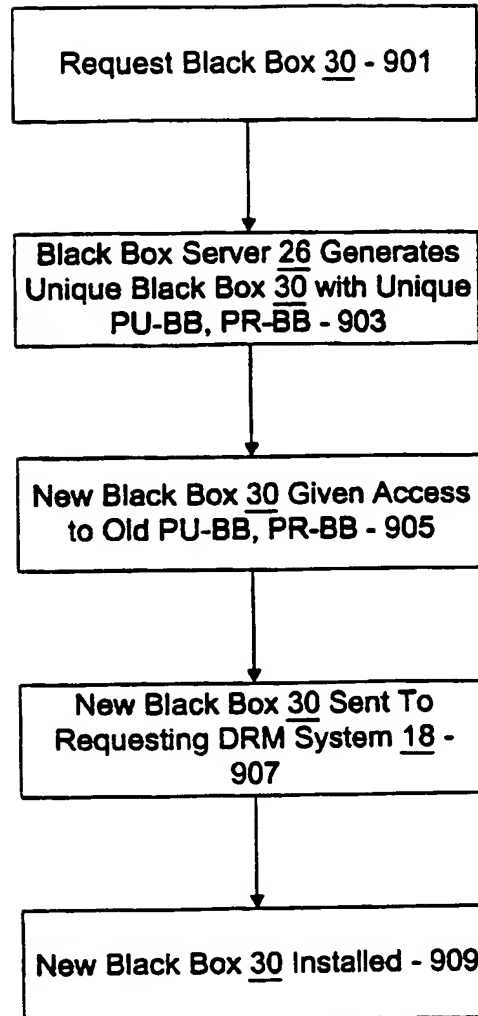 Request Black Box 30 - 901
Black Box Server 26 Generates
Unique Black Box 30 with Unique
PU-BB, PR-BB - 903
New Black Box 30 Given Access
to Old PU-BB, PR-BB - 905
New Black Box 30 Sent To
Requesting DRM System 18 -
907
New Black Box 30 Installed - 909